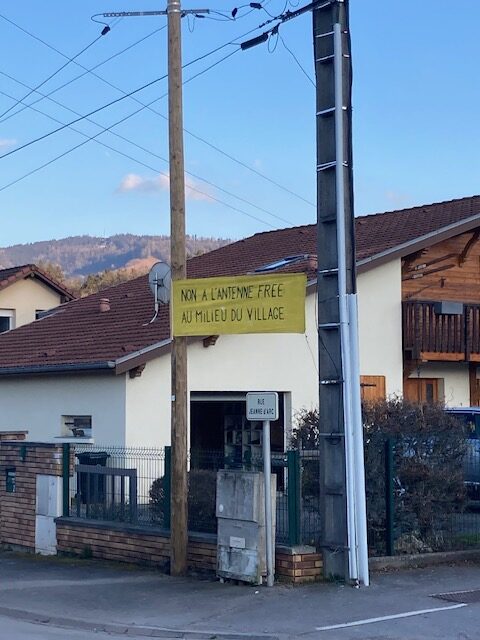 NON A L'ANTENNE FREE
AU MiLiEU DU VILLAGE
RUE
JEANNE D'ARC